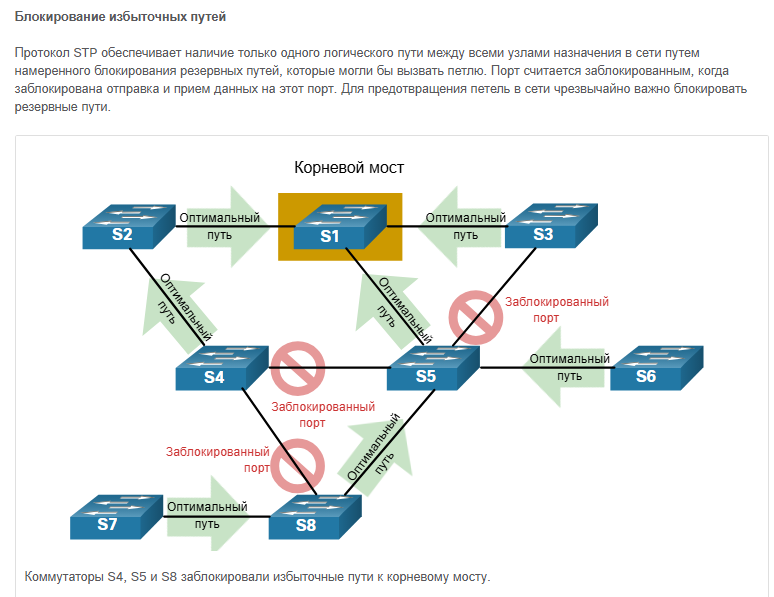 Блокирование избыточных путей
Протокол STP обеспечивает наличие только одного логического пути между всеми узлами назначения в сети путем
намеренного блокирования резервных путей, которые могли бы вызвать петлю. Порт считается заблокированным, когда
заблокирована отправка и прием данных на этот порт. Для предотвращения петель в сети чрезвычайно важно блокировать
резервные пути.
Корневой мост
S2
Оптимальный
путь
S1
Оптимальный
путь
S3
Оптимальный
путь
Оптимальный
путь
Заблокированный
порт
S4
S5
Оптимальный
путь
S6
Заблокированный
порт
Заблокированный
порт
Оптимальный
путь
S7
Оптимальный
путь
S8
Коммутаторы S4, S5 и S8 заблокировали избыточные пути к корневому мосту.